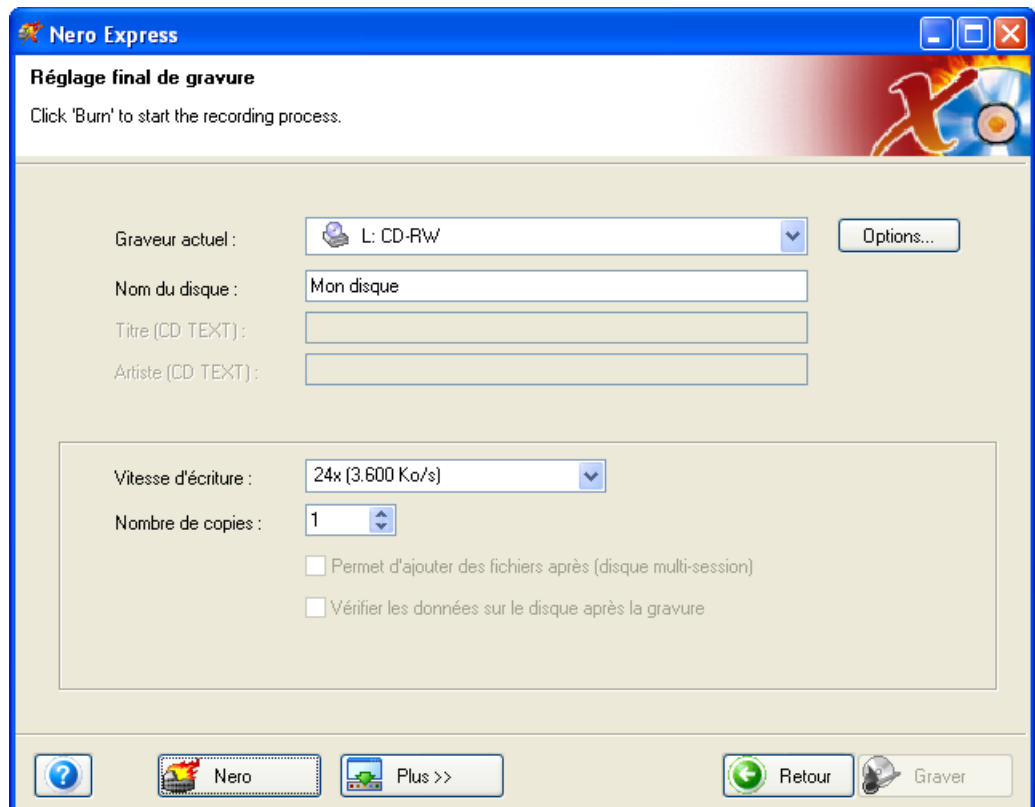 Nero Express
Réglage final de gravure
Click 'Burn' to start the recording process.
Graveur actuel : L: CD-RW Options...
Nom du disque : Mon disque
Titre (CD TEXT) :
Artiste (CD TEXT) :
Vitesse d'écriture : 24x (3.600 Ko/s)
Nombre de copies : 1
Permet d'ajouter des fichiers après (disque multi-session)
Vérifier les données sur le disque après la gravure
? Nero Plus >> Retour Graver